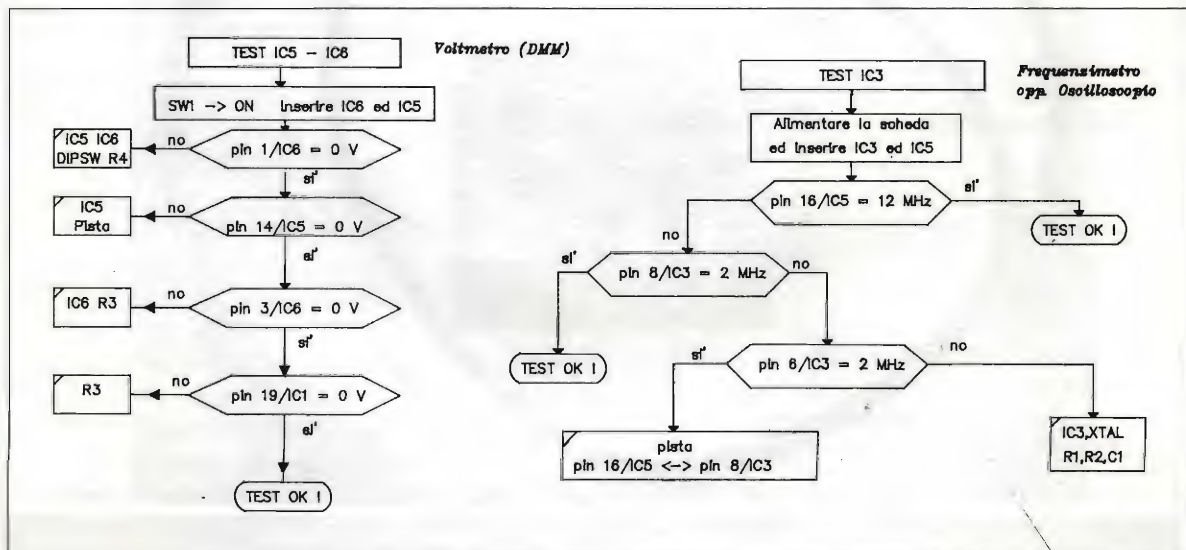 TEST IC5 - IC6
Voltmetro (DMM)
SW1 -> ON Inserire IC6 ed IC5
IC5 IC6
DIPSW R4
no
pin 1/IC6 = 0 V
si'
IC5
Pista
no
pin 14/IC5 = 0 V
si'
IC6 R3
no
pin 3/IC6 = 0 V
si'
R3
no
pin 19/IC1 = 0 V
si'
TEST OK !
TEST IC3
Frequenzimetro
opp. Oscilloscopio
Alimentare la scheda
ed inserire IC3 ed IC5
pin 16/IC5 = 12 MHz
si'
TEST OK !
no
si'
pin 8/IC3 = 2 MHz
no
TEST OK !
si'
pin 6/IC3 = 2 MHz
no
pista
pin 16/IC5 <-> pin 8/IC3
IC3,XTAL
R1,R2,C1